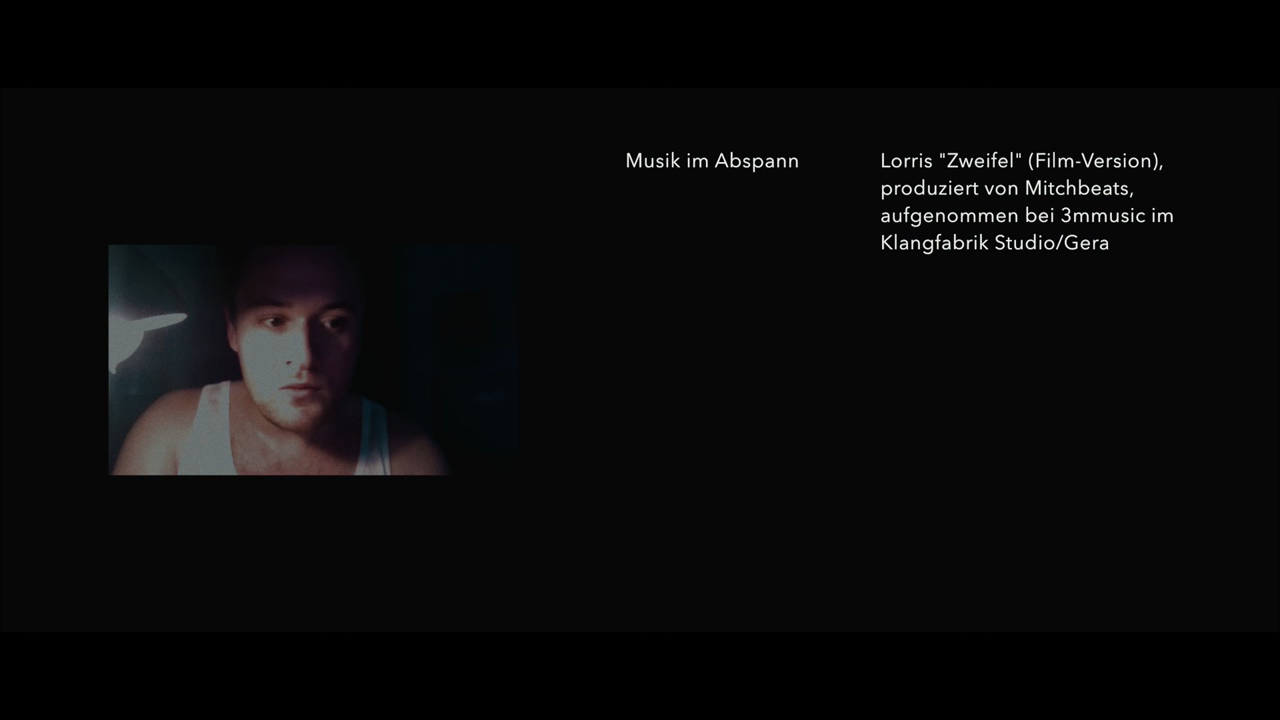 Musik im Abspann
Lorris "Zweifel" (Film-Version),
produziert von Mitchbeats,
aufgenommen bei 3mmusic im
Klangfabrik Studio/Gera